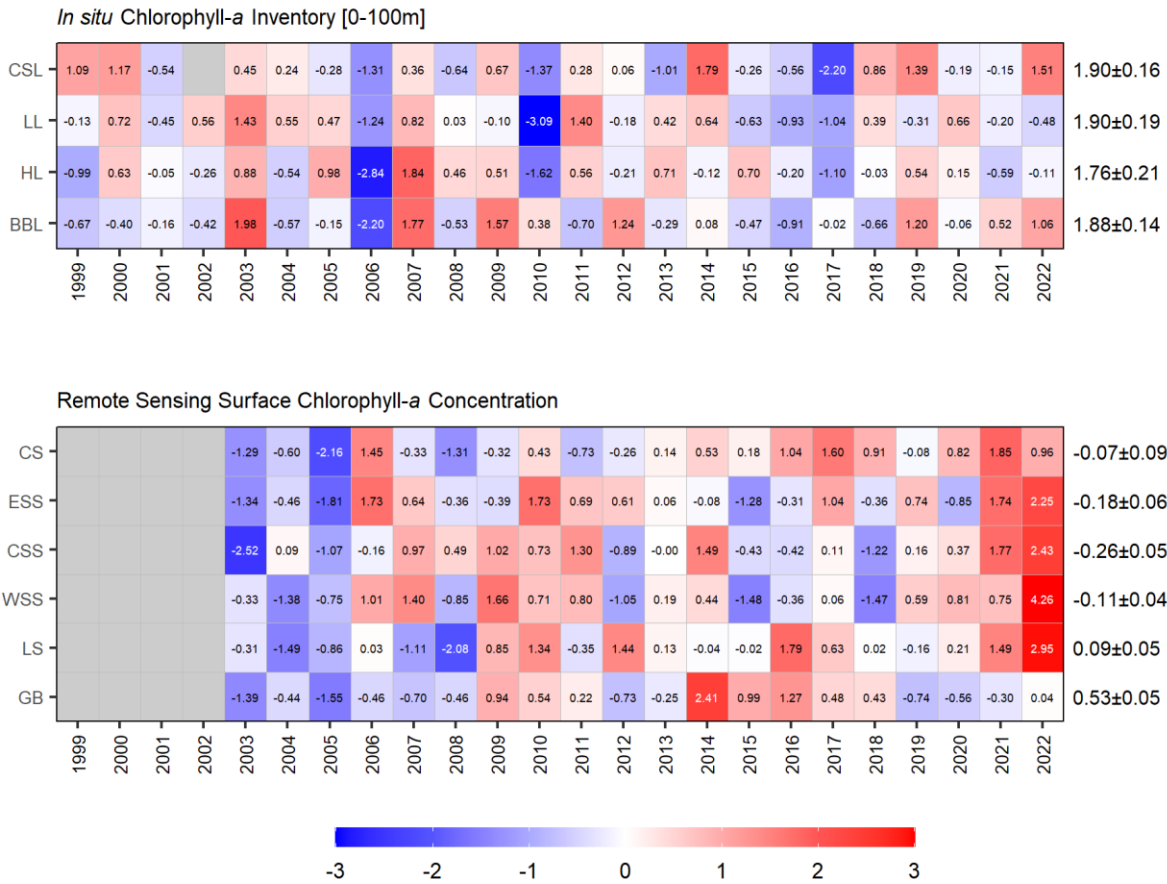 In situ Chlorophyll-a Inventory [0-100m]
CSL 1.09 1.17 -0.54 0.45 0.24 -0.28 -1.31 0.36 -0.64 0.67 -1.37 0.28 0.06 -1.01 1.79 -0.26 -0.56 -2.20 0.86 1.39 -0.19 -0.15 1.51 1.90±0.16
LL -0.13 0.72 -0.45 0.56 1.43 0.55 0.47 -1.24 0.82 0.03 -0.10 -3.09 1.40 -0.18 0.42 0.64 -0.63 -0.93 -1.04 0.39 -0.31 0.66 -0.20 -0.48 1.90±0.19
HL -0.99 0.63 -0.05 -0.26 0.88 -0.54 0.98 -2.84 1.84 0.46 0.51 -1.62 0.56 -0.21 0.71 -0.12 0.70 -0.20 -1.10 -0.03 0.54 0.15 -0.59 -0.11 1.76±0.21
BBL -0.67 -0.40 -0.16 -0.42 1.98 -0.57 -0.15 -2.20 1.77 -0.53 1.57 0.38 -0.70 1.24 -0.29 0.08 -0.47 -0.91 -0.02 -0.66 1.20 -0.06 0.52 1.06 1.88±0.14
1999 2000 2001 2002 2003 2004 2005 2006 2007 2008 2009 2010 2011 2012 2013 2014 2015 2016 2017 2018 2019 2020 2021 2022
Remote Sensing Surface Chlorophyll-a Concentration
CS -1.29 -0.60 -2.16 1.45 -0.33 -1.31 -0.32 0.43 -0.73 -0.26 0.14 0.53 0.18 1.04 1.60 0.91 -0.08 0.82 1.85 0.96 -0.07±0.09
ESS -1.34 -0.46 -1.81 1.73 0.64 -0.36 -0.39 1.73 0.69 0.61 0.06 -0.08 -1.28 -0.31 1.04 -0.36 0.74 -0.85 1.74 2.25 -0.18±0.06
CSS -2.52 0.09 -1.07 -0.16 0.97 0.49 1.02 0.73 1.30 -0.89 -0.00 1.49 -0.43 -0.42 0.11 -1.22 0.16 0.37 1.77 2.43 -0.26±0.05
WSS -0.33 -1.38 -0.75 1.01 1.40 -0.85 1.66 0.71 0.80 -1.05 0.19 0.44 -1.48 -0.36 0.06 -1.47 0.59 0.81 0.75 4.26 -0.11±0.04
LS -0.31 -1.49 -0.86 0.03 -1.11 -2.08 0.85 1.34 -0.35 1.44 0.13 -0.04 -0.02 1.79 0.63 0.02 -0.16 0.21 1.49 2.95 0.09±0.05
GB -1.39 -0.44 -1.55 -0.46 -0.70 -0.46 0.94 0.54 0.22 -0.73 -0.25 2.41 0.99 1.27 0.48 0.43 -0.74 -0.56 -0.30 0.04 0.53±0.05
1999 2000 2001 2002 2003 2004 2005 2006 2007 2008 2009 2010 2011 2012 2013 2014 2015 2016 2017 2018 2019 2020 2021 2022
-3 -2 -1 0 1 2 3